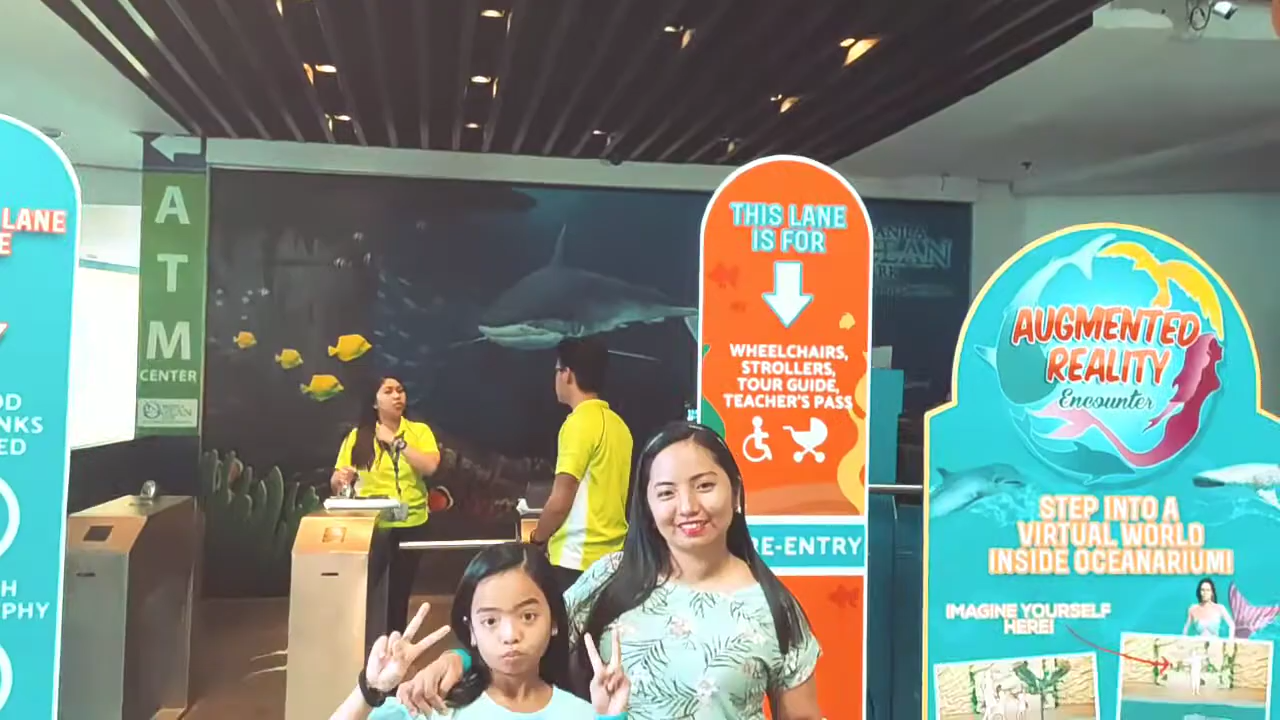 LANE
A
T
M
CENTER
THIS LANE
IS FOR
WHEELCHAIRS,
STROLLERS,
TOUR GUIDE,
TEACHER'S PASS
RE-ENTRY
AUGMENTED
REALITY
Encounter
STEP INTO A
VIRTUAL WORLD
INSIDE OCEANARIUM!
IMAGINE YOURSELF
HERE!